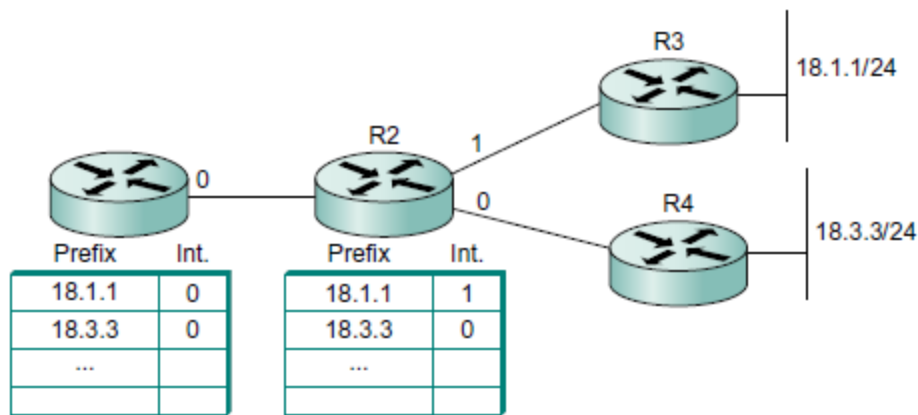 R3
18.1.1/24
R2
1
0
0
R4
18.3.3/24
Prefix Int.
18.1.1 0
18.3.3 0
...
Prefix Int.
18.1.1 1
18.3.3 0
...